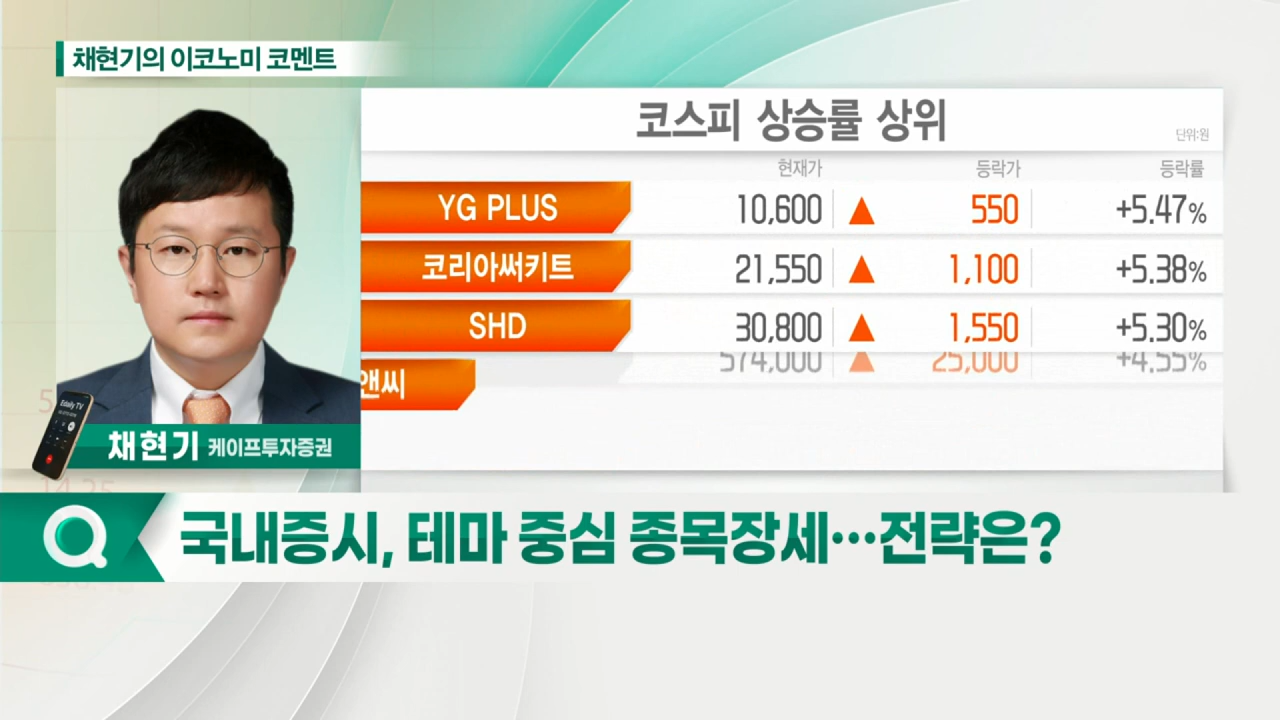 채현기의 이코노미 코멘트
코스피 상승률 상위
단위:원
현재가 등락가 등락률
YG PLUS 10,600 ▲ 550 +5.47%
코리아써키트 21,550 ▲ 1,100 +5.38%
SHD 30,800 ▲ 1,550 +5.30%
앤씨 574,000 ▲ 25,000 +4.55%
Edaily TV
채현기 케이프투자증권
국내증시, 테마 중심 종목장세…전략은?